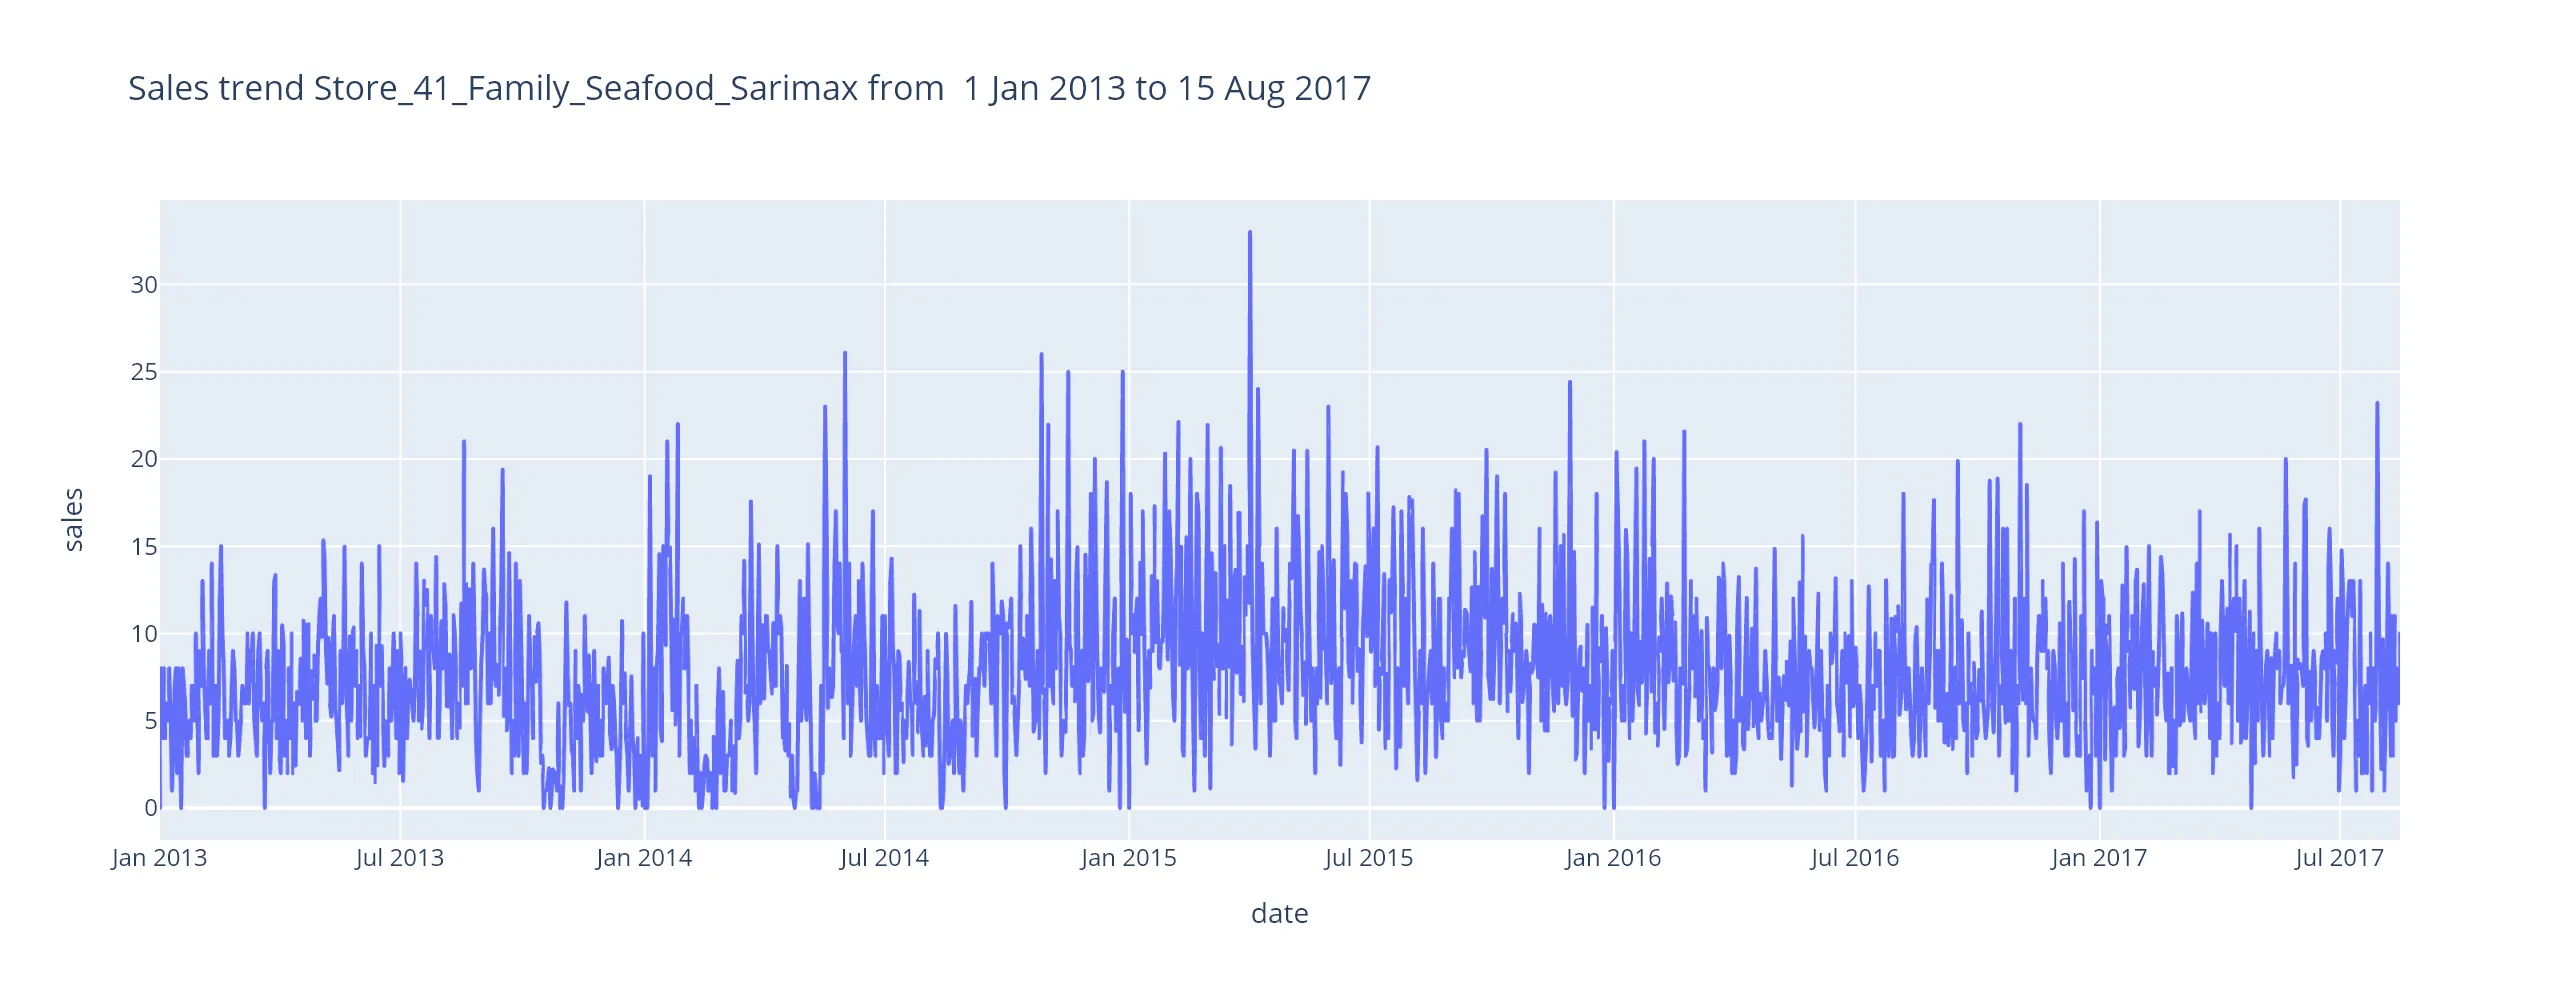 Sales trend Store_41_Family_Seafood_Sarimax from  1 Jan 2013 to 15 Aug 2017
30
25
20
15
10
5
0
sales
Jan 2013 Jul 2013 Jan 2014 Jul 2014 Jan 2015 Jul 2015 Jan 2016 Jul 2016 Jan 2017 Jul 2017
date